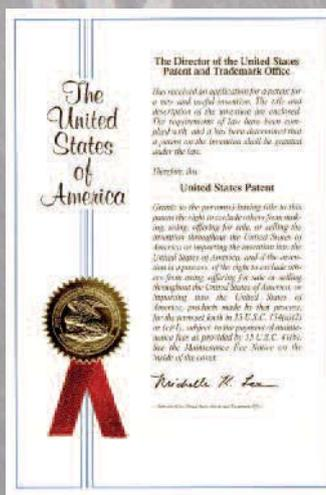 The
United
States
of
America
The Director of the United States
Patent and Trademark Office
Has received an application for a patent for
a new and useful invention. The title and
description of the invention are enclosed.
The requirements of law have been com-
plied with, and it has been determined that
a patent on the invention shall be granted
under the law.
Therefore, this
United States Patent
Grants to the person(s) having title to this
patent the right to exclude others from mak-
ing, using, offering for sale, or selling the
invention throughout the United States of
America or importing the invention into the
United States of America, and if the inven-
tion is a process, of the right to exclude oth-
ers from using, offering for sale or selling
throughout the United States of America, or
importing into the United States of
America, products made by that process,
for the term set forth in 35 U.S.C. 154(a)(2)
or (c)(1), subject to the payment of mainte-
nance fees as provided by 35 U.S.C. 41(b).
See the Maintenance Fee Notice on the
inside of the cover.
Michelle K. Lee